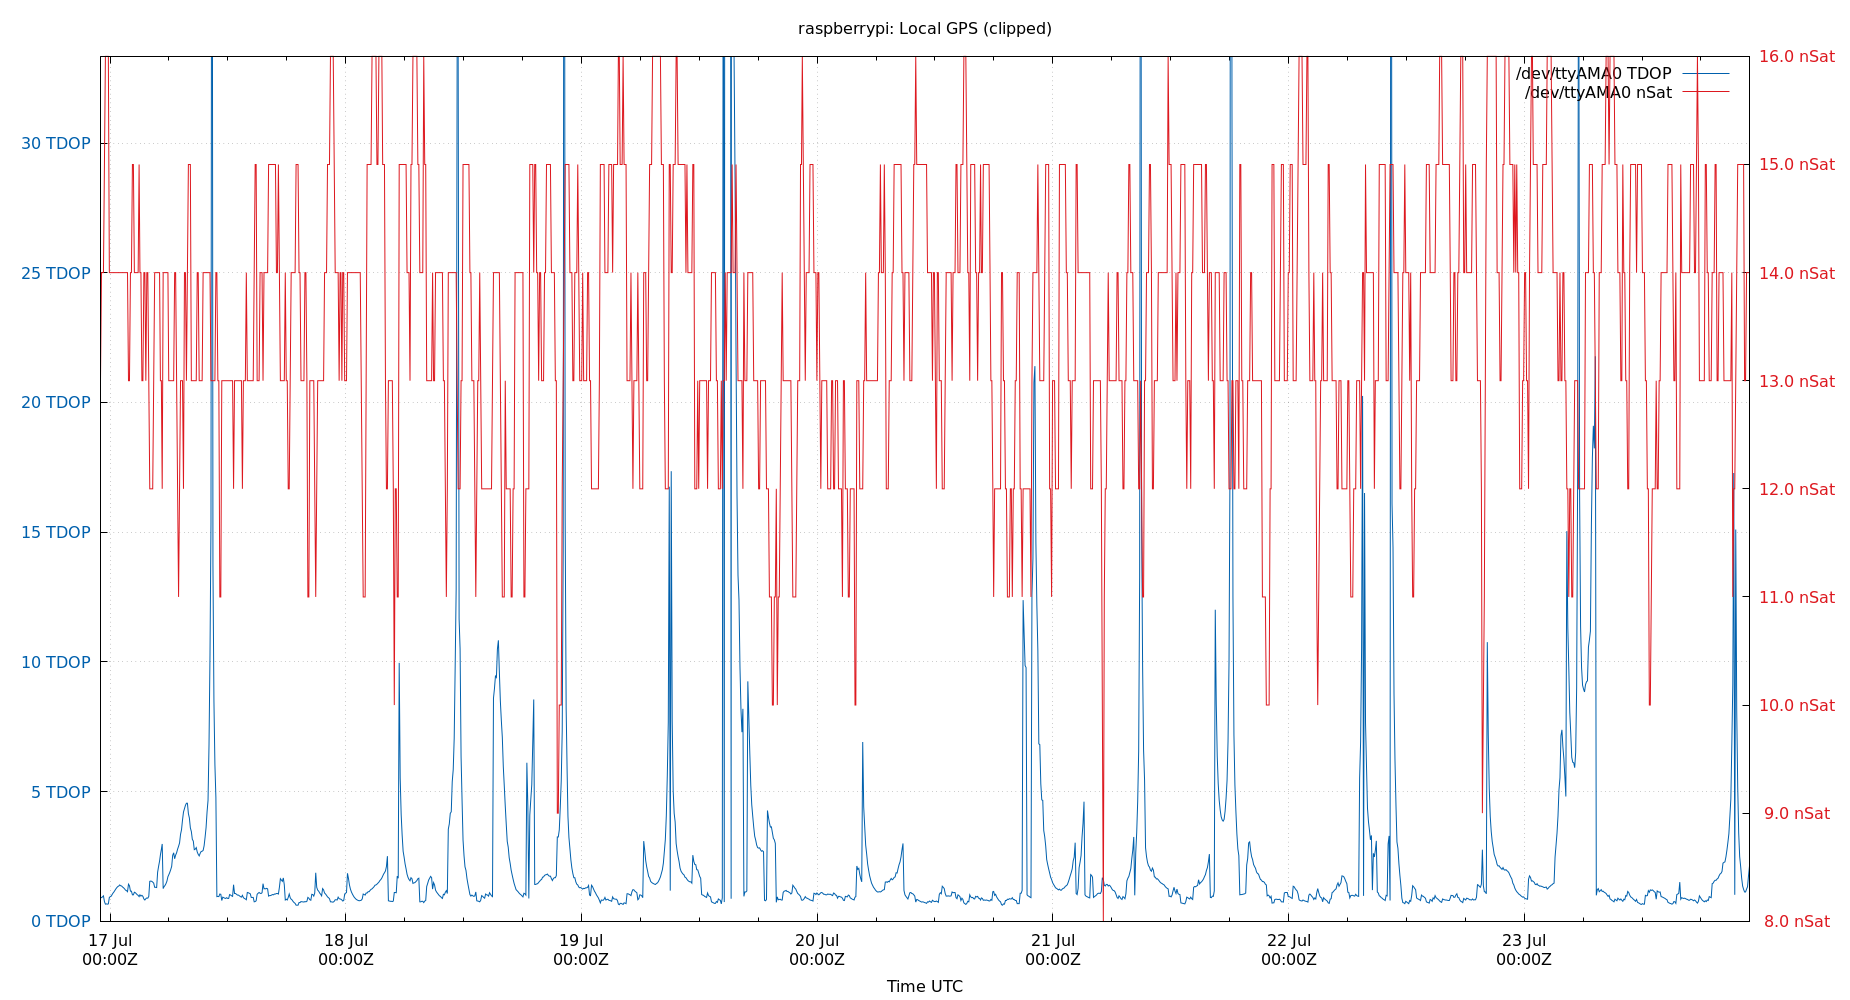 raspberrypi: Local GPS (clipped)
/dev/ttyAMA0 TDOP
/dev/ttyAMA0 nSat
30 TDOP
25 TDOP
20 TDOP
15 TDOP
10 TDOP
5 TDOP
0 TDOP
16.0 nSat
15.0 nSat
14.0 nSat
13.0 nSat
12.0 nSat
11.0 nSat
10.0 nSat
9.0 nSat
8.0 nSat
17 Jul
00:00Z
18 Jul
00:00Z
19 Jul
00:00Z
20 Jul
00:00Z
21 Jul
00:00Z
22 Jul
00:00Z
23 Jul
00:00Z
Time UTC